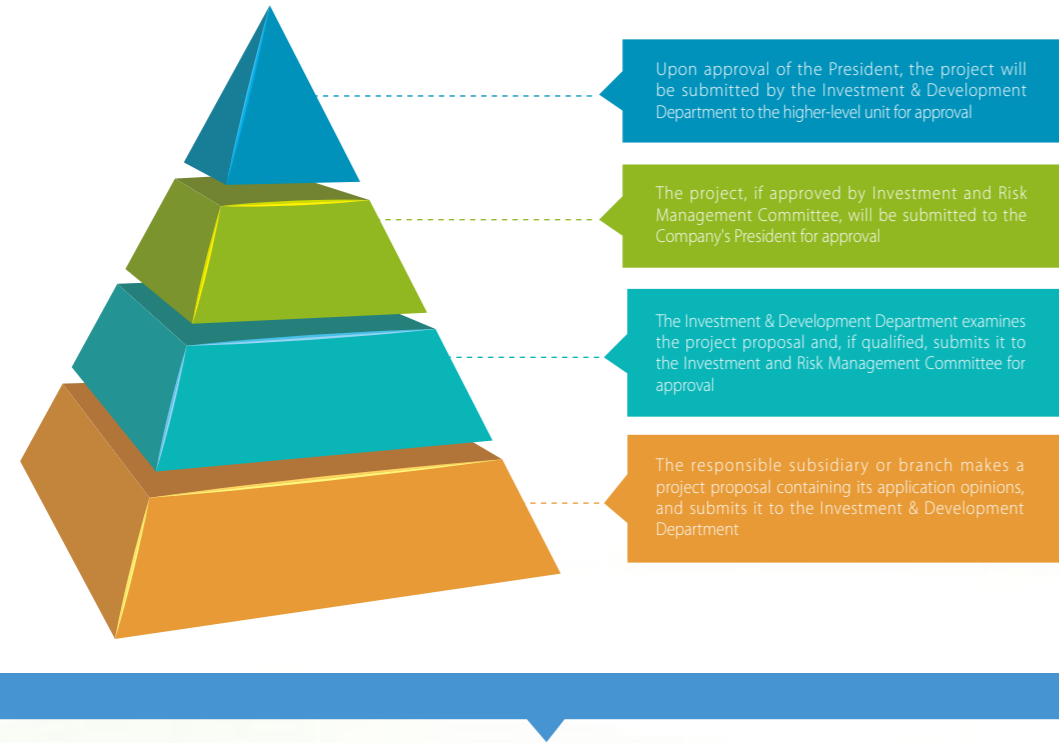 Upon approval of the President, the project will
be submitted by the Investment & Development
Department to the higher-level unit for approval
The project, if approved by Investment and Risk
Management Committee, will be submitted to the
Company's President for approval
The Investment & Development Department examines
the project proposal and, if qualified, submits it to
the Investment and Risk Management Committee for
approval
The responsible subsidiary or branch makes a
project proposal containing its application opinions,
and submits it to the Investment & Development
Department